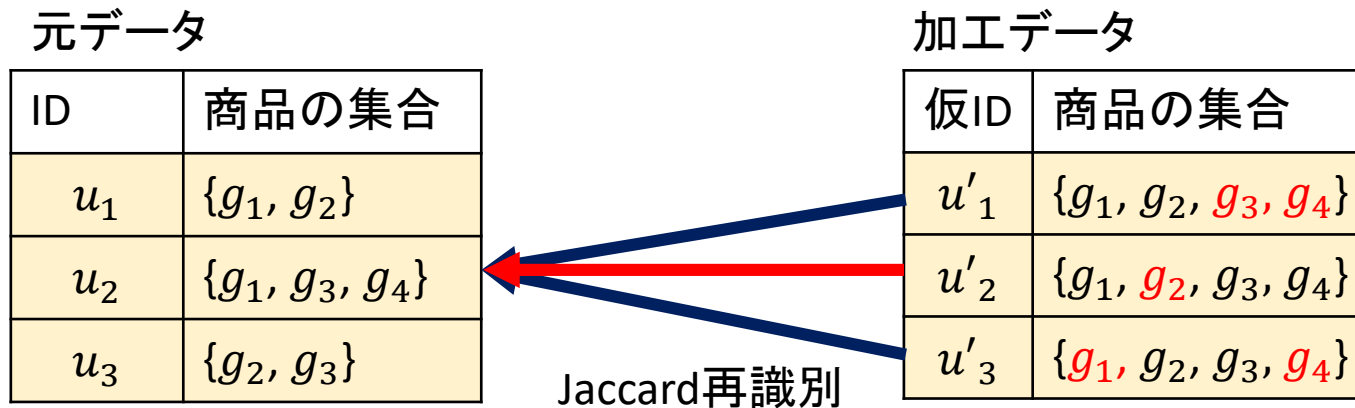 元データ
ID 商品の集合
u₁ {g₁, g₂}
u₂ {g₁, g₃, g₄}
u₃ {g₂, g₃}
Jaccard再識別
加工データ
仮ID 商品の集合
u'₁ {g₁, g₂, g₃, g₄}
u'₂ {g₁, g₂, g₃, g₄}
u'₃ {g₁, g₂, g₃, g₄}